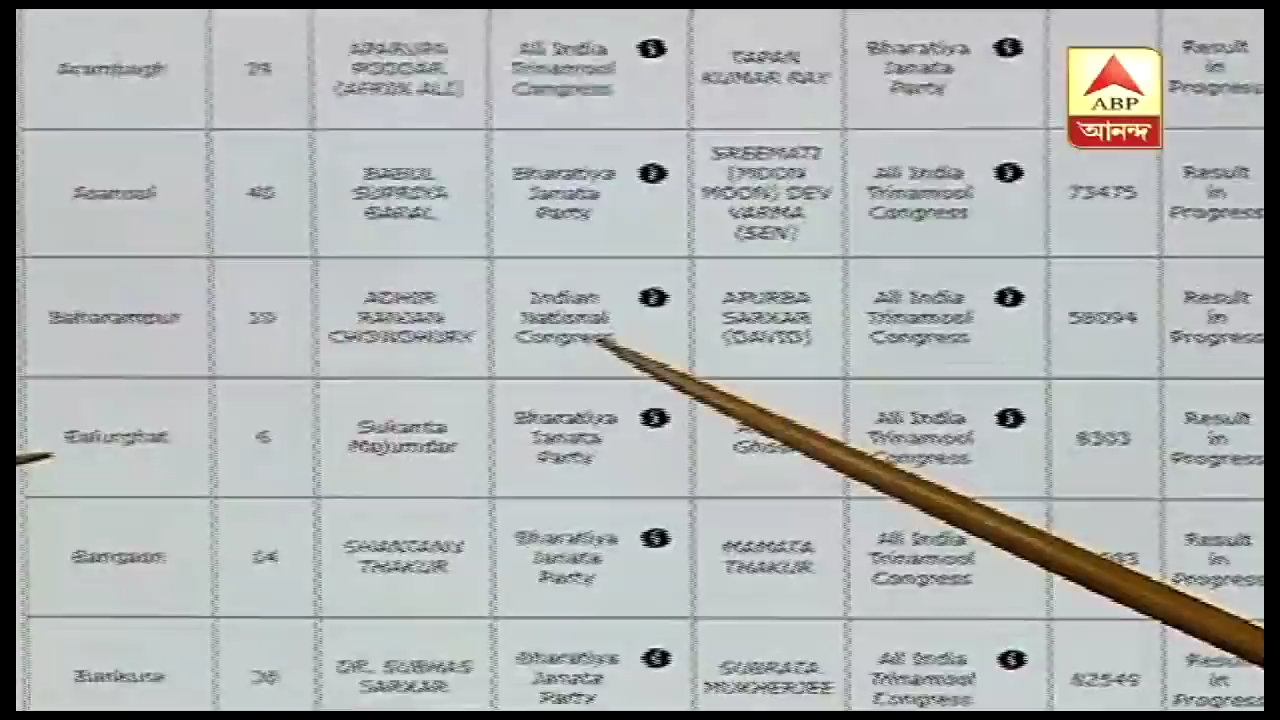 Arambagh
29
APARUPA
PODDAR
(AFRIN ALI)
All India
Trinamool
Congress
TAPAN
KUMAR RAY
Bharatiya
Janata
Party
Result
in
Progress
ABP
আনন্দ
Asansol
40
BABUL
SUPRIYA
BARAL
Bharatiya
Janata
Party
SREEMATI
(MOON
MOON) DEV
VARMA
(SEN)
All India
Trinamool
Congress
73475
Result
in
Progress
Baharampur
10
ADHIR
RANJAN
CHOWDHURY
Indian
National
Congress
APURBA
SARKAR
(DAVID)
All India
Trinamool
Congress
58094
Result
in
Progress
Balurghat
6
Sukanta
Majumdar
Bharatiya
Janata
Party
All India
Trinamool
Congress
Result
in
Progress
Bangaon
14
SHANTANU
THAKUR
Bharatiya
Janata
Party
MAMATA
THAKUR
All India
Trinamool
Congress
Result
in
Progress
Bankura
36
DR. SUBHAS
SARKAR
Bharatiya
Janata
Party
SUBRATA
MUKHERJEE
All India
Trinamool
Congress
82549
Result
in
Progress